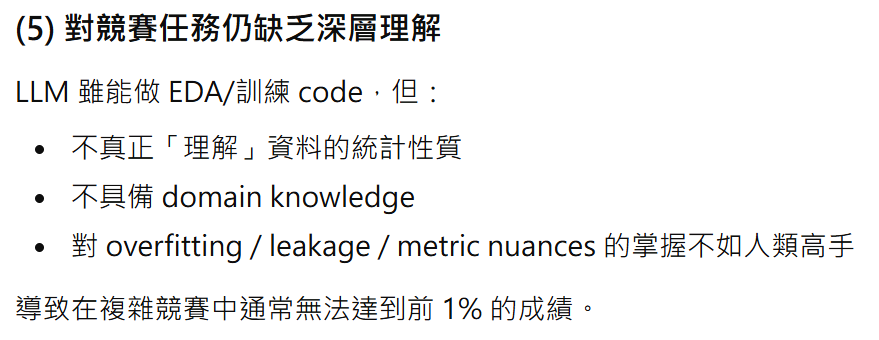 (5) 對競賽任務仍缺乏深層理解
LLM 雖能做 EDA/訓練 code，但：
• 不真正「理解」資料的統計性質
• 不具備 domain knowledge
• 對 overfitting / leakage / metric nuances 的掌握不如人類高手
導致在複雜競賽中通常無法達到前 1% 的成績。